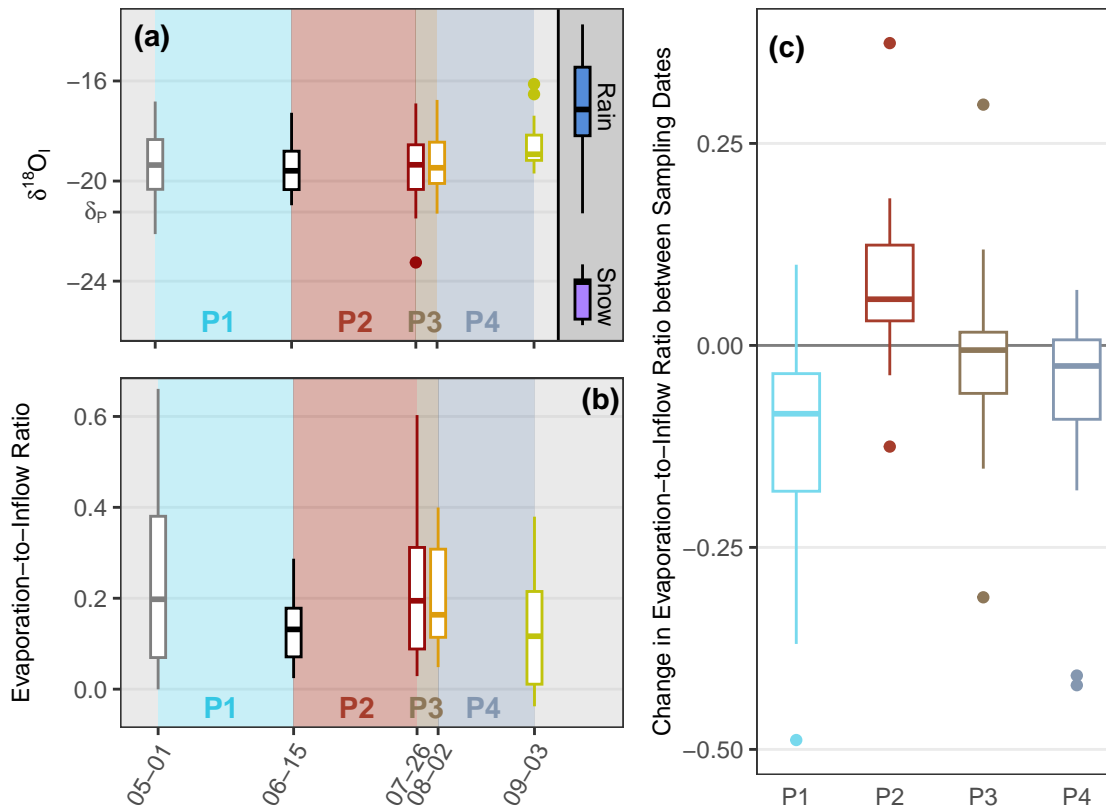 (a)
δ18OI
−16
−20
δP
−24
P1
P2
P3
P4
Rain
Snow
(b)
Evaporation−to−Inflow Ratio
0.6
0.4
0.2
0.0
P1
P2
P3
P4
05−01
06−15
07−26
08−02
09−03
(c)
Change in Evaporation−to−Inflow Ratio between Sampling Dates
0.25
0.00
−0.25
−0.50
P1
P2
P3
P4